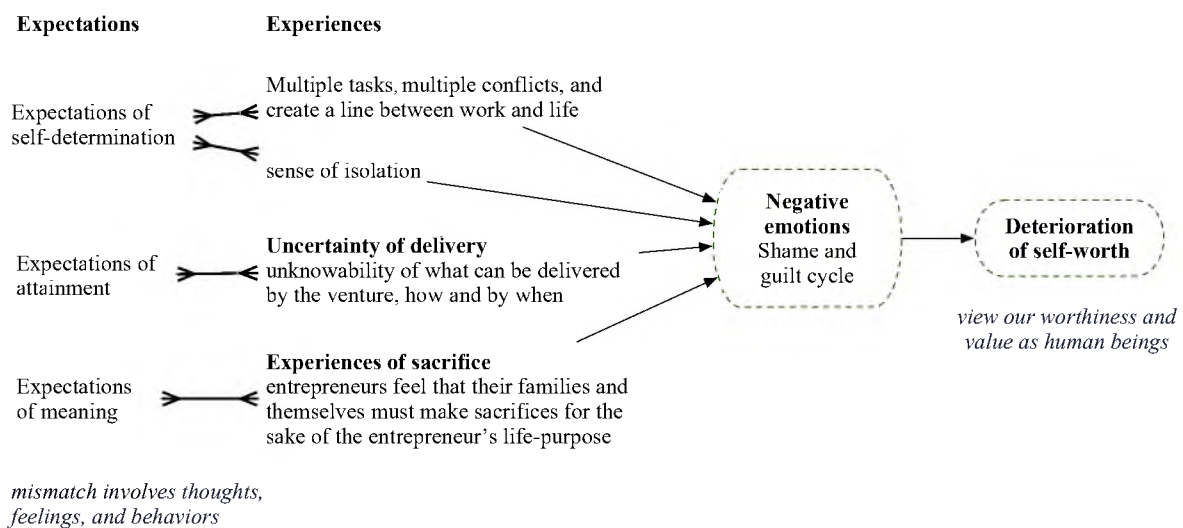 Expectations
Experiences
Expectations of
self-determination
Multiple tasks, multiple conflicts, and
create a line between work and life
sense of isolation
Expectations of
attainment
Uncertainty of delivery
unknowability of what can be delivered
by the venture, how and by when
Expectations
of meaning
Experiences of sacrifice
entrepreneurs feel that their families and
themselves must make sacrifices for the
sake of the entrepreneur’s life-purpose
mismatch involves thoughts,
feelings, and behaviors
Negative
emotions
Shame and
guilt cycle
Deterioration
of self-worth
view our worthiness and
value as human beings